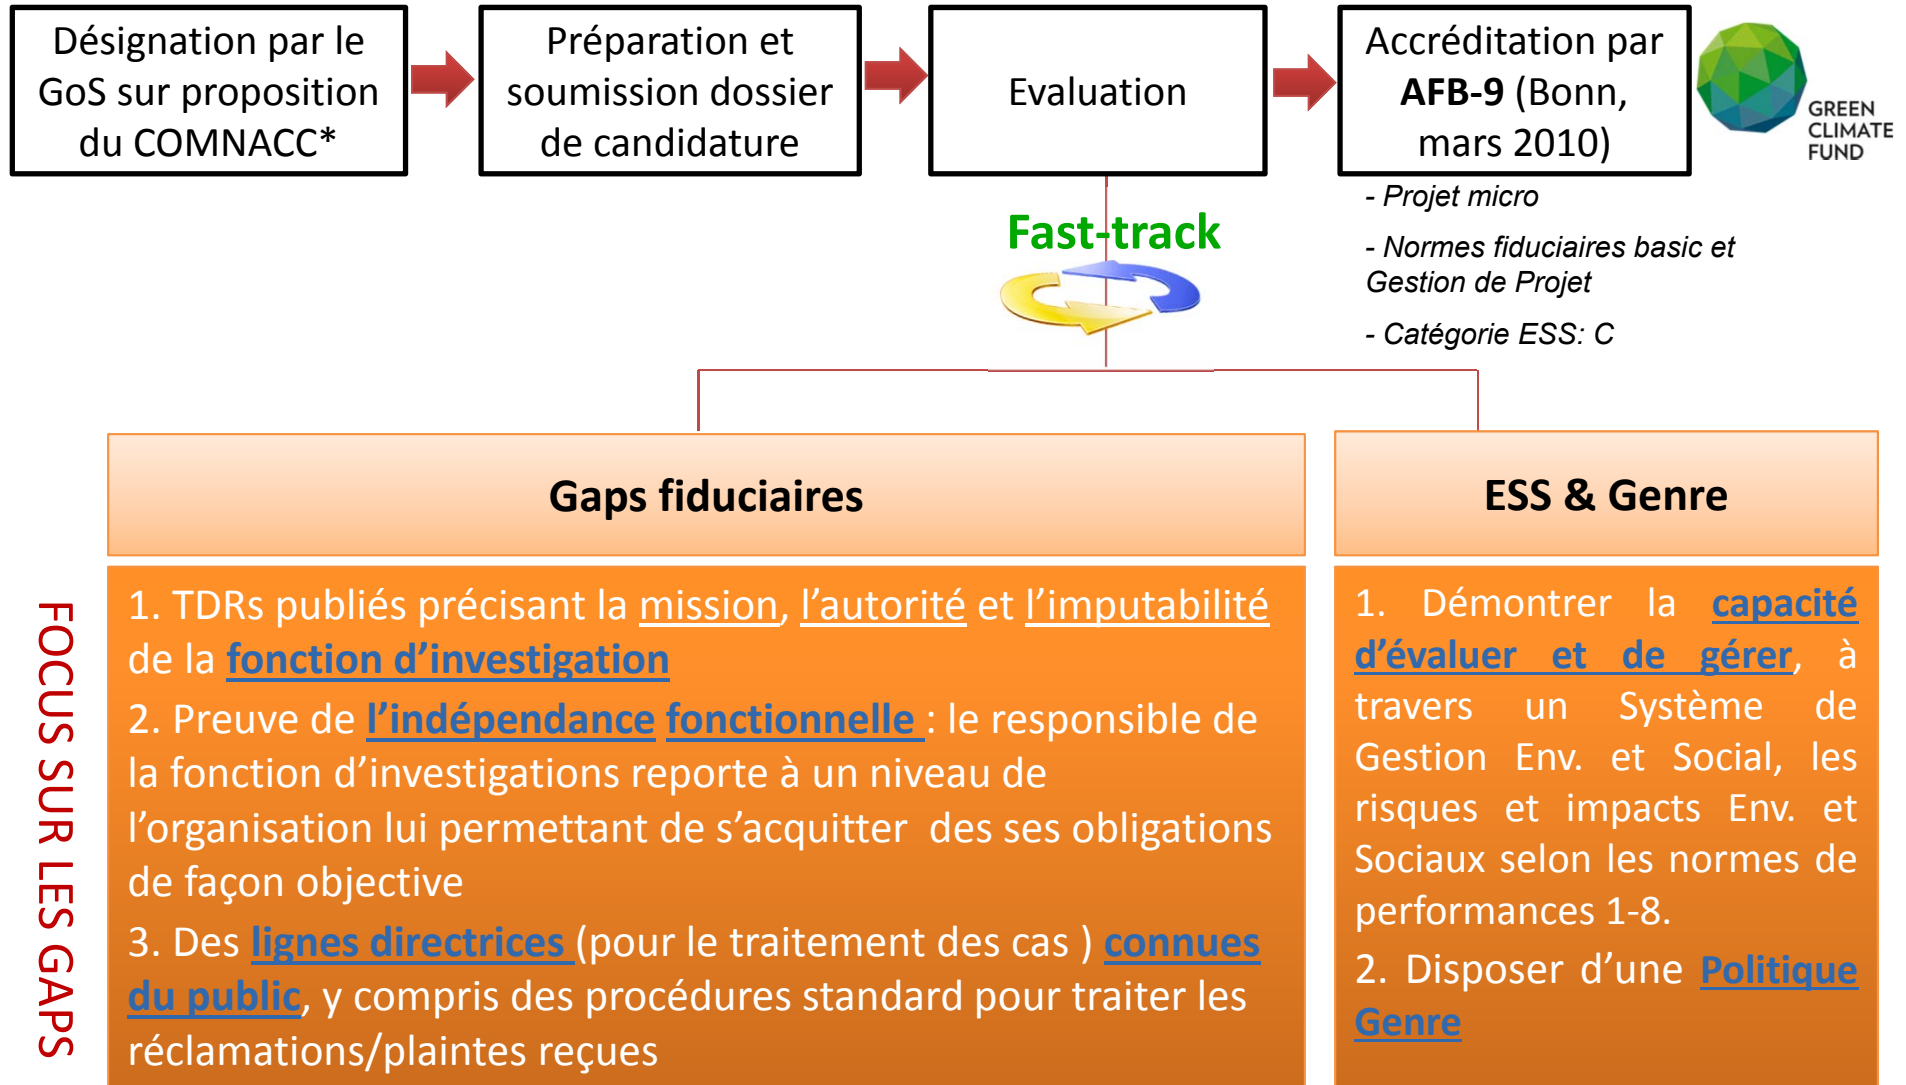 Désignation par le
GoS sur proposition
du COMNACC*
Préparation et
soumission dossier
de candidature
Evaluation
Accréditation par
AFB-9 (Bonn,
mars 2010)
GREEN
CLIMATE
FUND
- Projet micro
- Normes fiduciaires basic et
Gestion de Projet
- Catégorie ESS: C
Fast-track
Gaps fiduciaires
ESS & Genre
FOCUS SUR LES GAPS
1. TDRs publiés précisant la mission, l’autorité et l’imputabilité
de la fonction d’investigation
2. Preuve de l’indépendance fonctionnelle : le responsible de
la fonction d’investigations reporte à un niveau de
l’organisation lui permettant de s’acquitter des ses obligations
de façon objective
3. Des lignes directrices (pour le traitement des cas ) connues
du public, y compris des procédures standard pour traiter les
réclamations/plaintes reçues
1. Démontrer la capacité
d’évaluer et de gérer, à
travers un Système de
Gestion Env. et Social, les
risques et impacts Env. et
Sociaux selon les normes de
performances 1-8.
2. Disposer d’une Politique
Genre